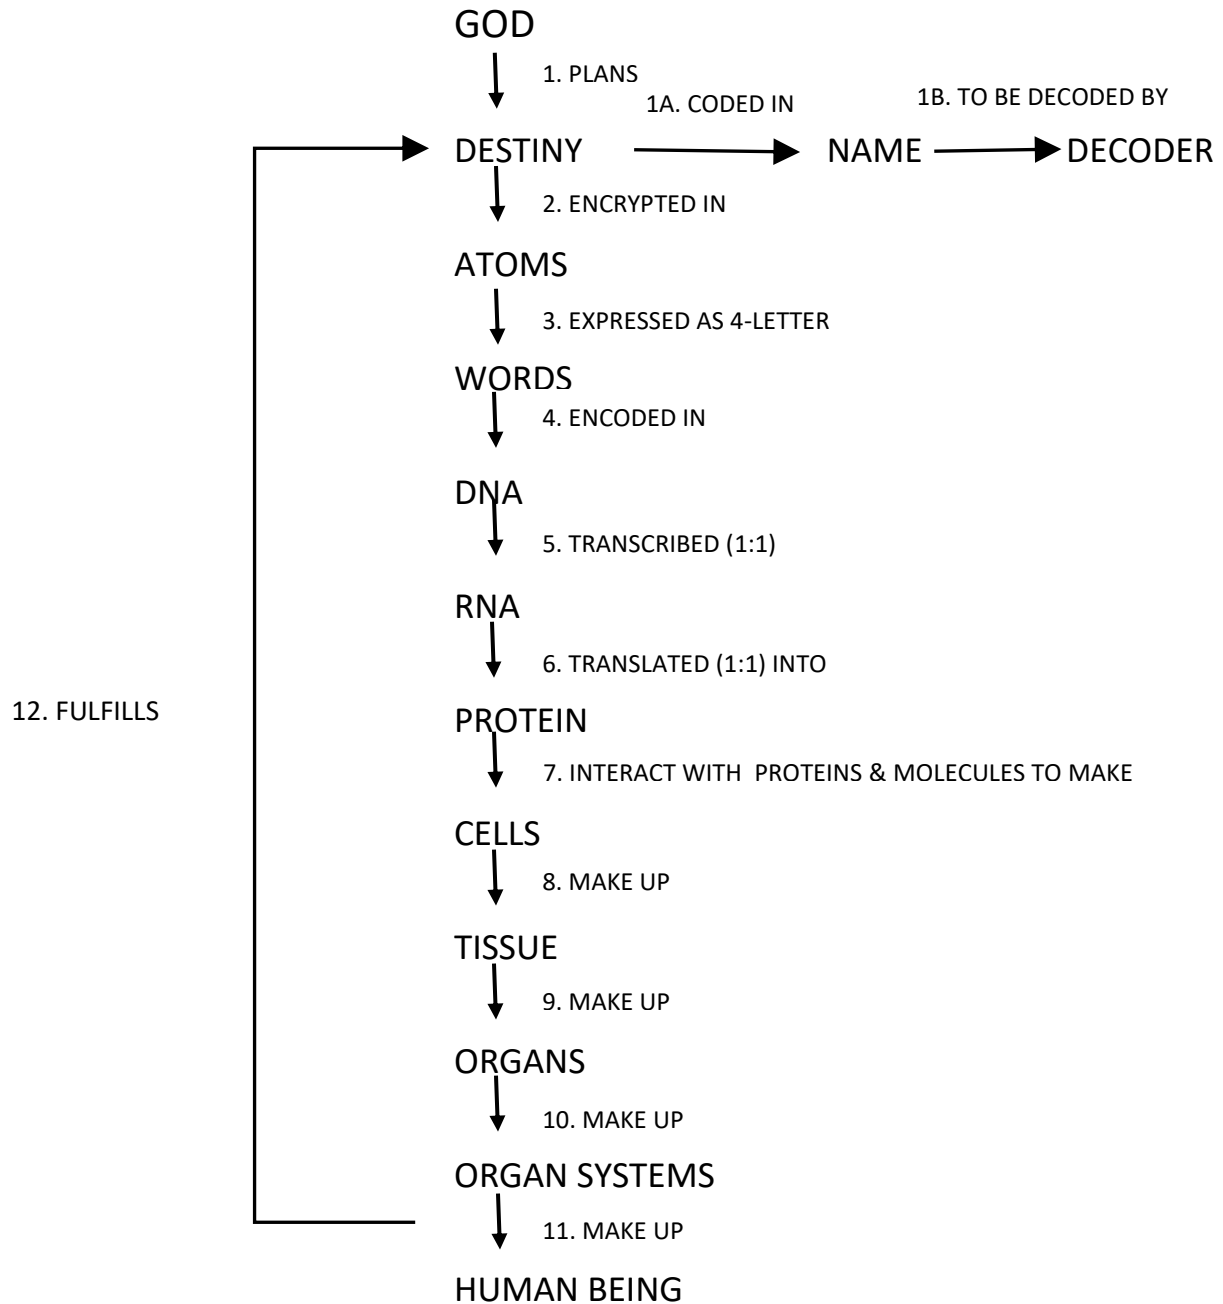 GOD
1. PLANS
1A. CODED IN
1B. TO BE DECODED BY
DESTINY
NAME
DECODER
2. ENCRYPTED IN
ATOMS
3. EXPRESSED AS 4-LETTER
WORDS
4. ENCODED IN
DNA
5. TRANSCRIBED (1:1)
RNA
6. TRANSLATED (1:1) INTO
12. FULFILLS
PROTEIN
7. INTERACT WITH PROTEINS & MOLECULES TO MAKE
CELLS
8. MAKE UP
TISSUE
9. MAKE UP
ORGANS
10. MAKE UP
ORGAN SYSTEMS
11. MAKE UP
HUMAN BEING